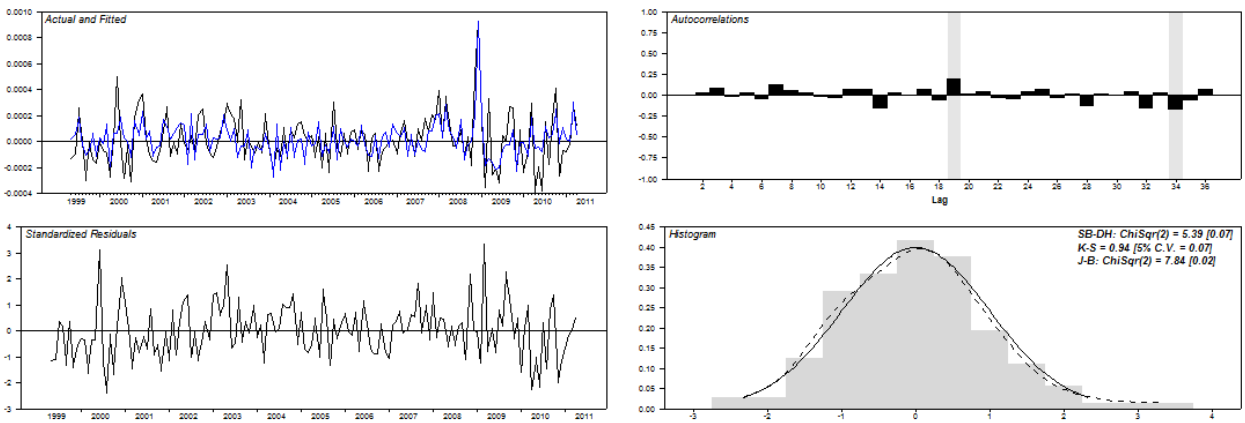 Actual and Fitted
0.0010
0.0008
0.0006
0.0004
0.0002
0.0000
-0.0002
-0.0004
1999 2000 2001 2002 2003 2004 2005 2006 2007 2008 2009 2010 2011
Autocorrelations
1.00
0.75
0.50
0.25
0.00
-0.25
-0.50
-0.75
-1.00
2 4 6 8 10 12 14 16 18 20 22 24 26 28 30 32 34 36
Lag
Standardized Residuals
4
3
2
1
0
-1
-2
-3
1999 2000 2001 2002 2003 2004 2005 2006 2007 2008 2009 2010 2011
Histogram
SB-DH: ChiSqr(2) = 5.39 [0.07]
K-S = 0.94 [5% C.V. = 0.07]
J-B: ChiSqr(2) = 7.84 [0.02]
0.45
0.40
0.35
0.30
0.25
0.20
0.15
0.10
0.05
0.00
-3 -2 -1 0 1 2 3 4